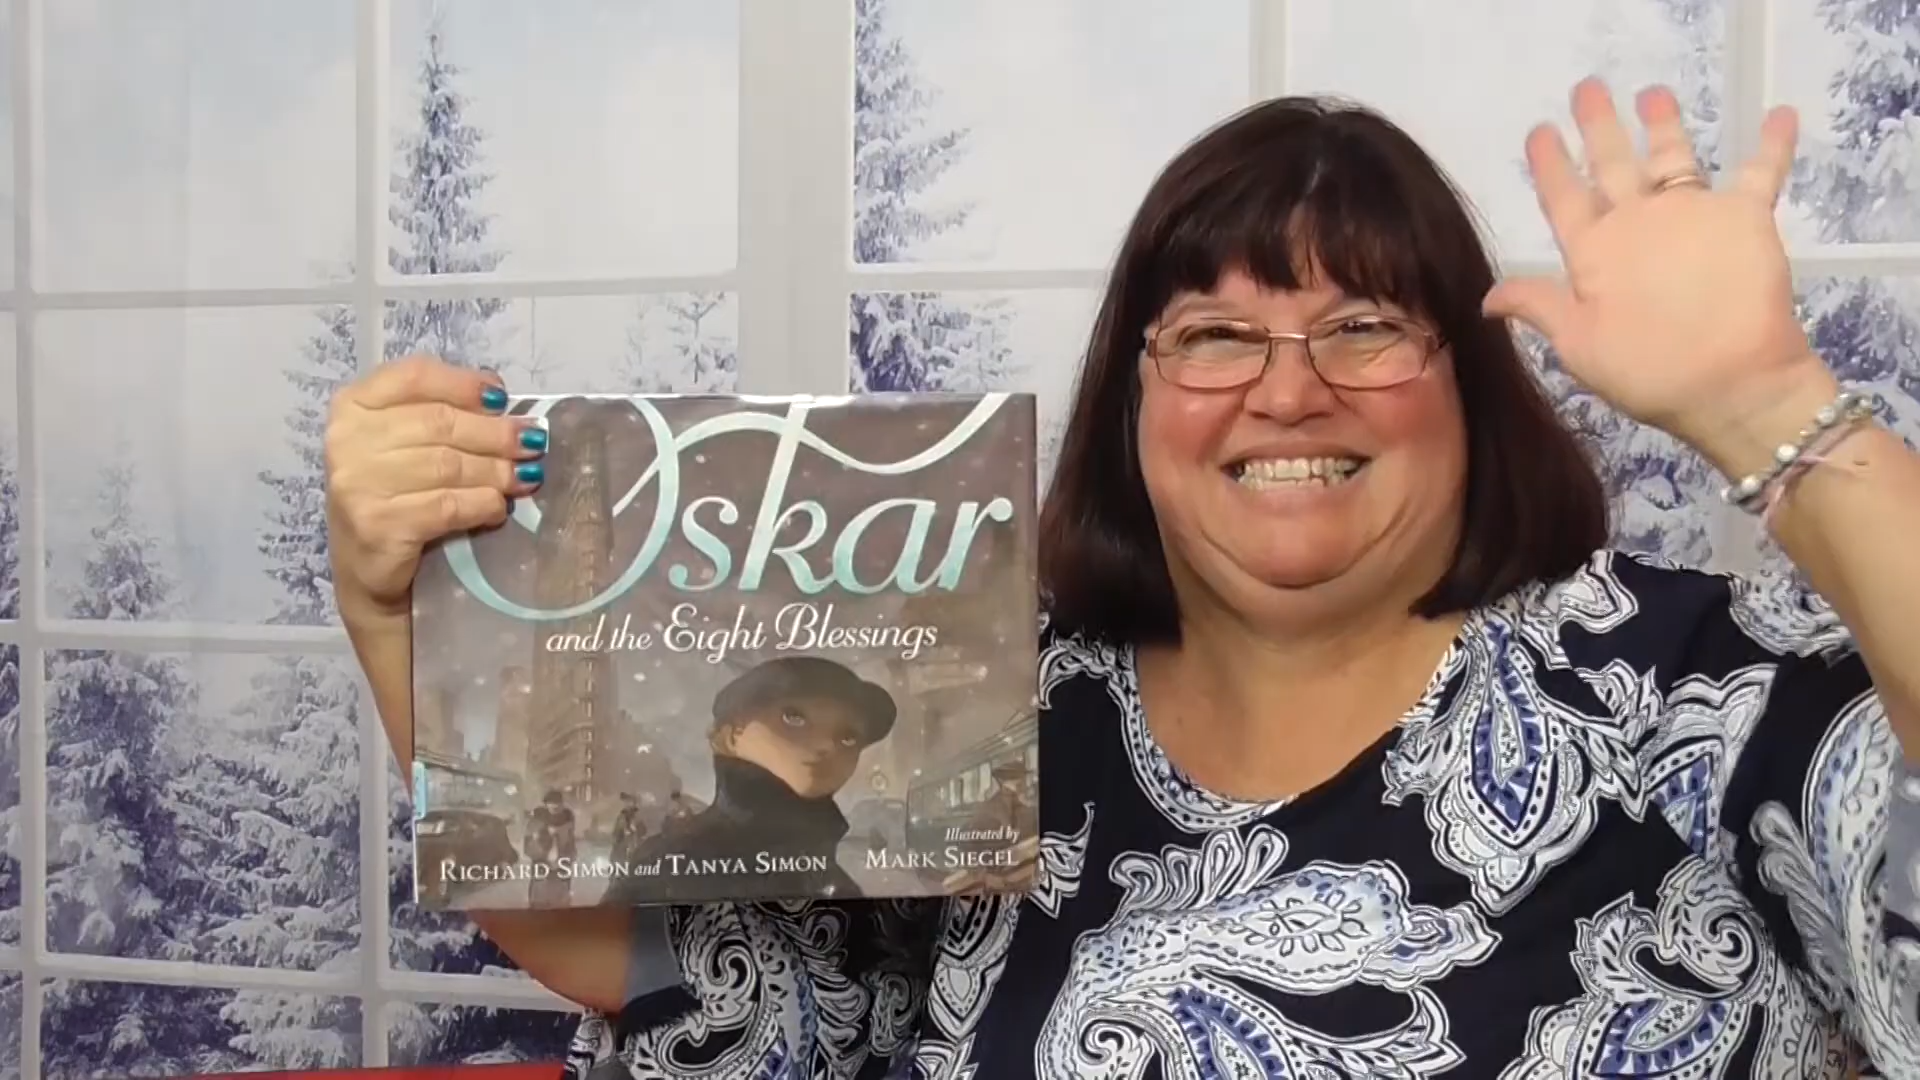 Oskar
and the Eight Blessings
Illustrated by
RICHARD SIMON and TANYA SIMON MARK SIEGEL